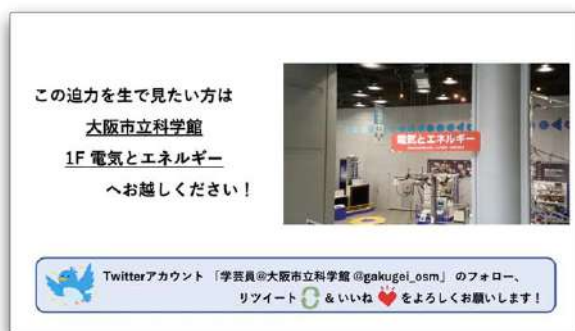 この迫力を生で見たい方は
大阪市立科学館
1F 電気とエネルギー
へお越しください！
電気とエネルギー
Twitterアカウント 「学芸員@大阪市立科学館 @gakugei_osm」 のフォロー、
リツイート & いいね をよろしくお願いします！